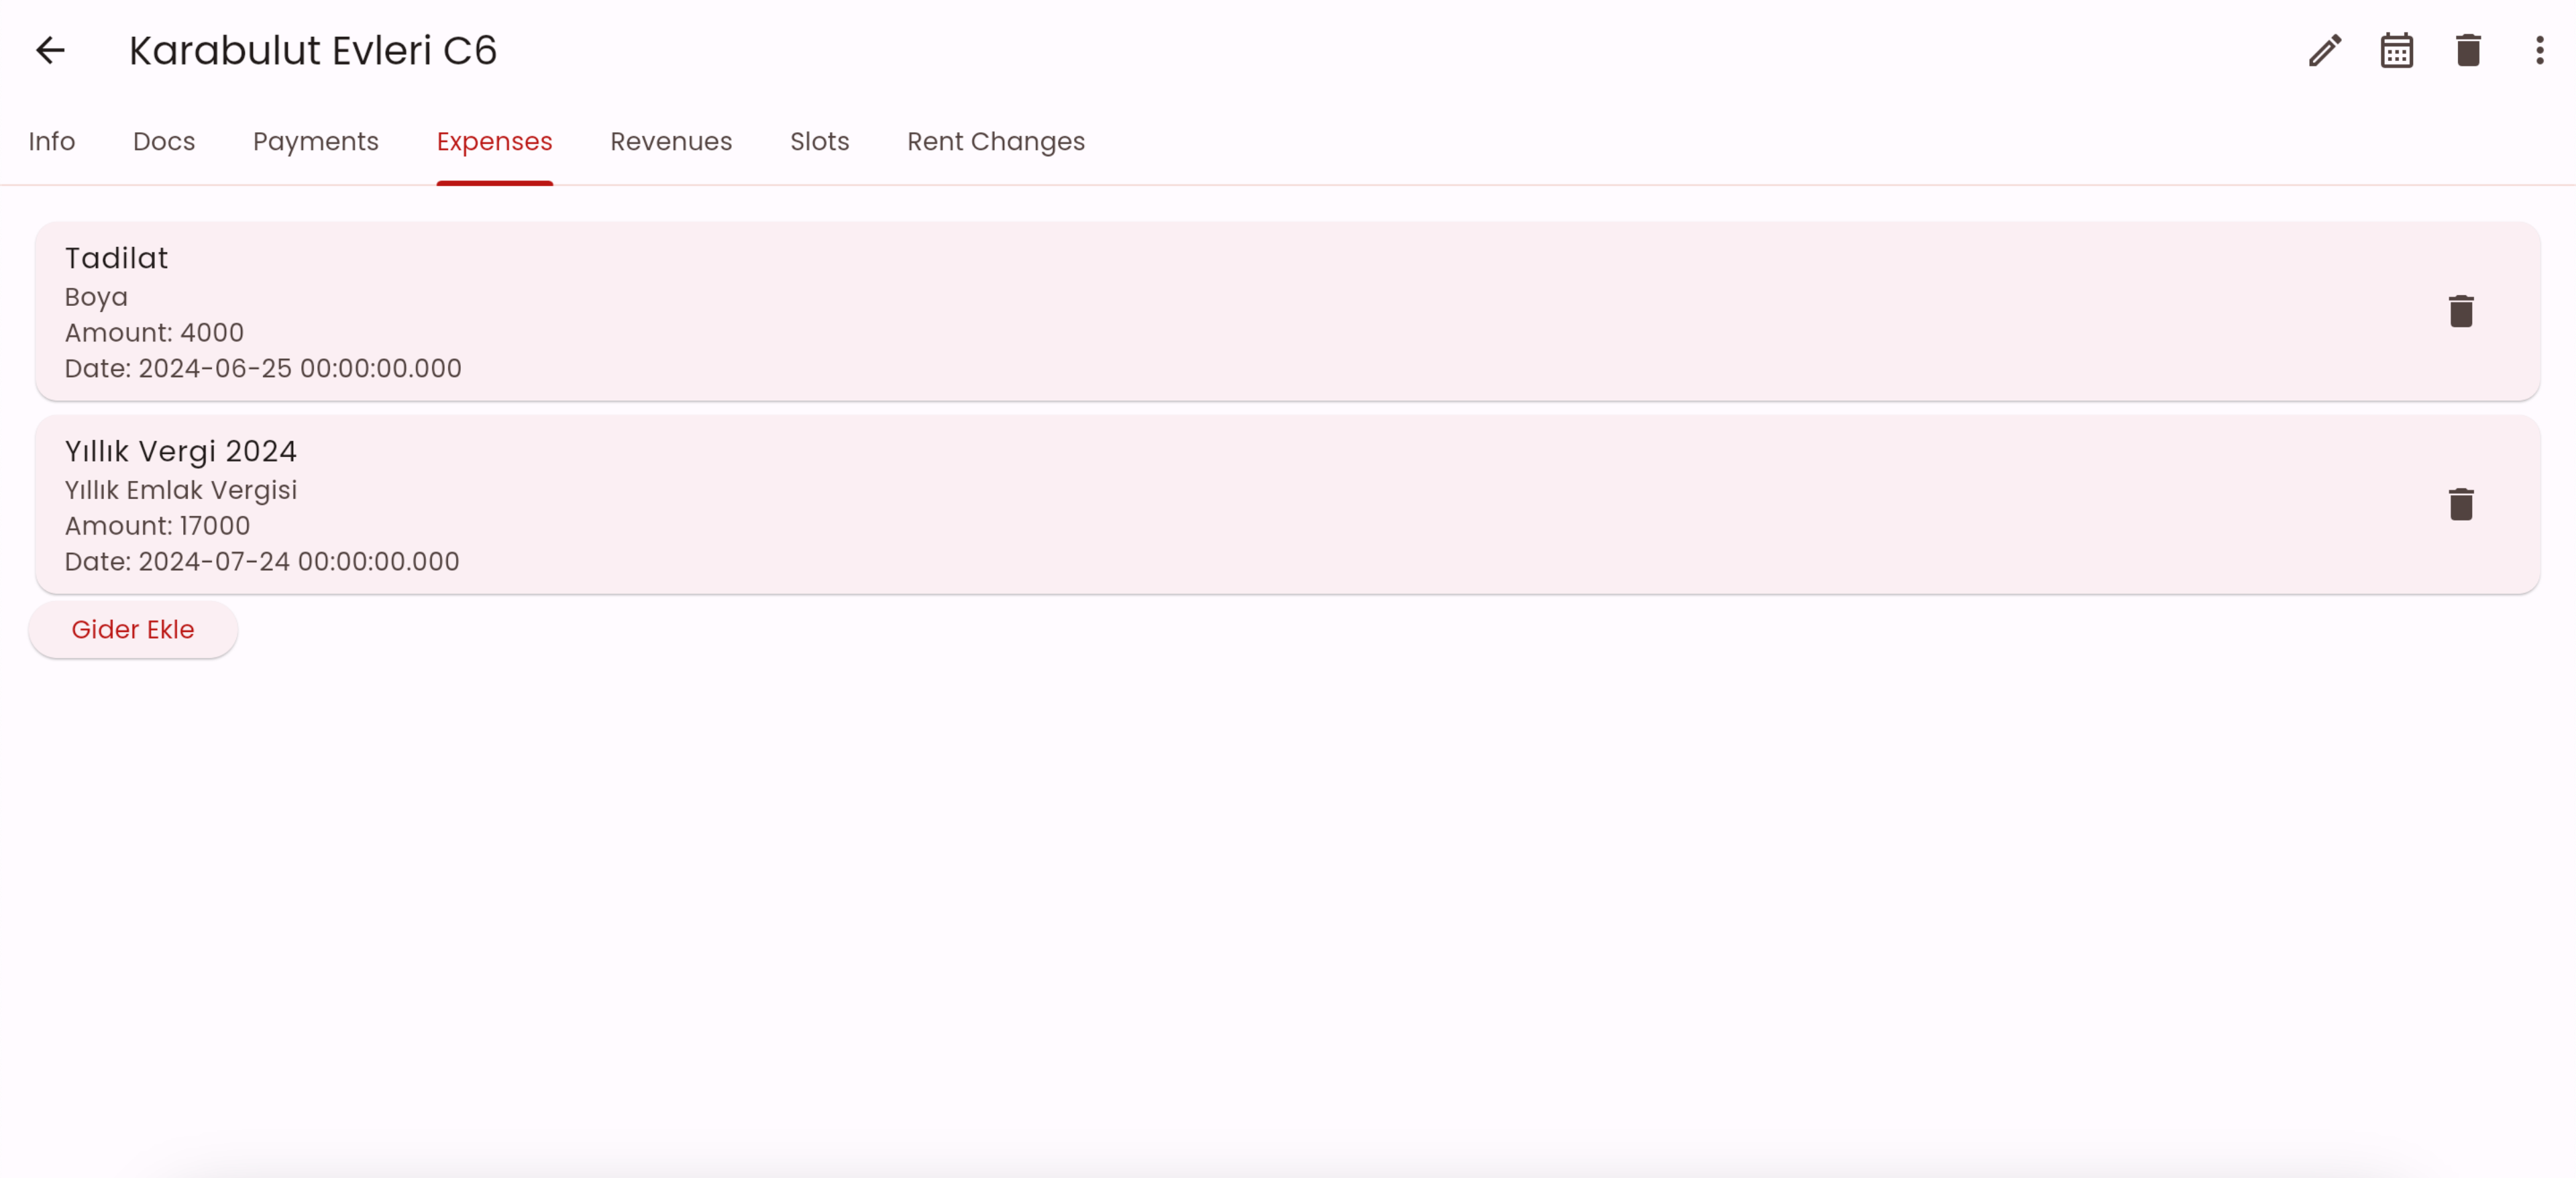 Karabulut Evleri C6
Info Docs Payments Expenses Revenues Slots Rent Changes
Tadilat
Boya
Amount: 4000
Date: 2024-06-25 00:00:00.000
Yıllık Vergi 2024
Yıllık Emlak Vergisi
Amount: 17000
Date: 2024-07-24 00:00:00.000
Gider Ekle